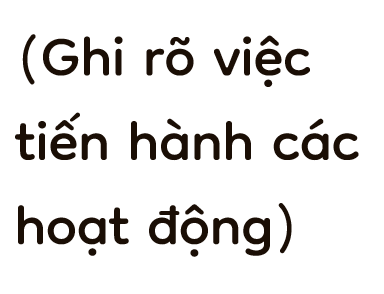 (Ghi rõ việc
tiến hành các
hoạt động)